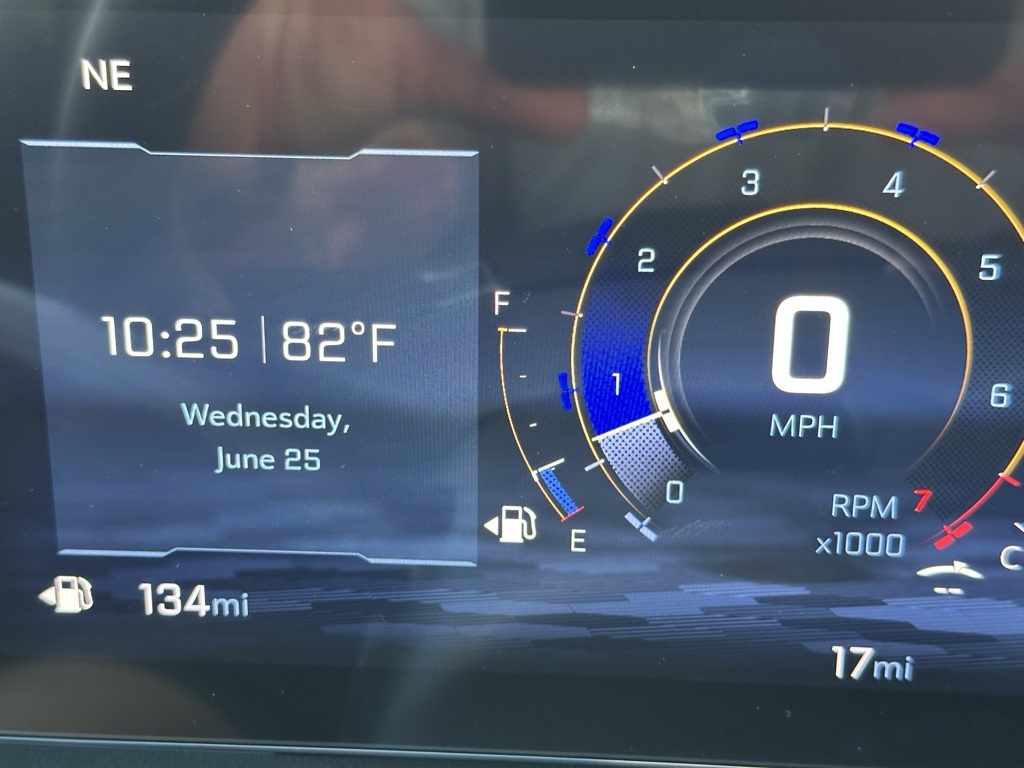 NE
10:25 | 82°F
Wednesday,
June 25
134mi
F
E
0
1
2
3
4
5
6
7
0
MPH
RPM
x1000
C
17mi